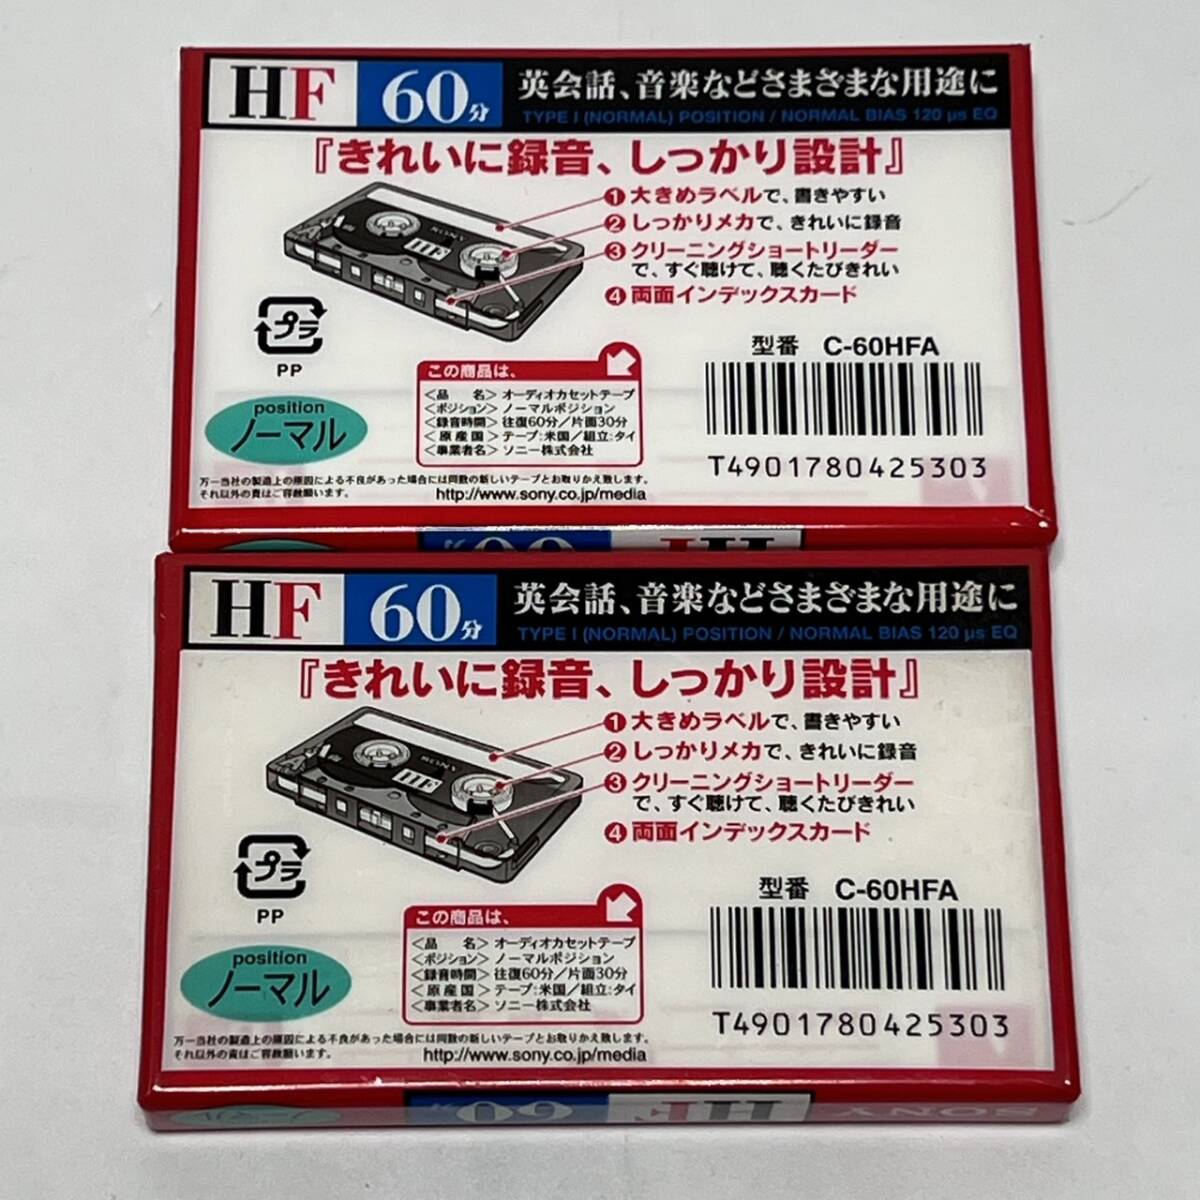 HF 60分 英会話、音楽などさまざまな用途に
TYPE I (NORMAL) POSITION / NORMAL BIAS 120 µs EQ
『きれいに録音、しっかり設計』
SONY
HF
①大きめラベルで、書きやすい
②しっかりメカで、きれいに録音
③クリーニングショートリーダー
で、すぐ聴けて、聴くたびきれい
④両面インデックスカード
プラ
PP
型番 C-60HFA
T4901780425303
position
ノーマル
この商品は、
<品 名> オーディオカセットテープ
<ポジション> ノーマルポジション
<録音時間> 往復60分/片面30分
<原産国> テープ:米国/組立:タイ
<事業者名> ソニー株式会社
万一当社の製造上の原因による不良があった場合には同数の新しいテープとお取りかえ致します。
それ以外の責はご容赦願います。
http://www.sony.co.jp/media
HF 60分
HF 60分 英会話、音楽などさまざまな用途に
TYPE I (NORMAL) POSITION / NORMAL BIAS 120 µs EQ
『きれいに録音、しっかり設計』
SONY
HF
①大きめラベルで、書きやすい
②しっかりメカで、きれいに録音
③クリーニングショートリーダー
で、すぐ聴けて、聴くたびきれい
④両面インデックスカード
プラ
PP
型番 C-60HFA
T4901780425303
position
ノーマル
この商品は、
<品 名> オーディオカセットテープ
<ポジション> ノーマルポジション
<録音時間> 往復60分/片面30分
<原産国> テープ:米国/組立:タイ
<事業者名> ソニー株式会社
万一当社の製造上の原因による不良があった場合には同数の新しいテープとお取りかえ致します。
それ以外の責はご容赦願います。
http://www.sony.co.jp/media
SONY HF 60分 ノーマル